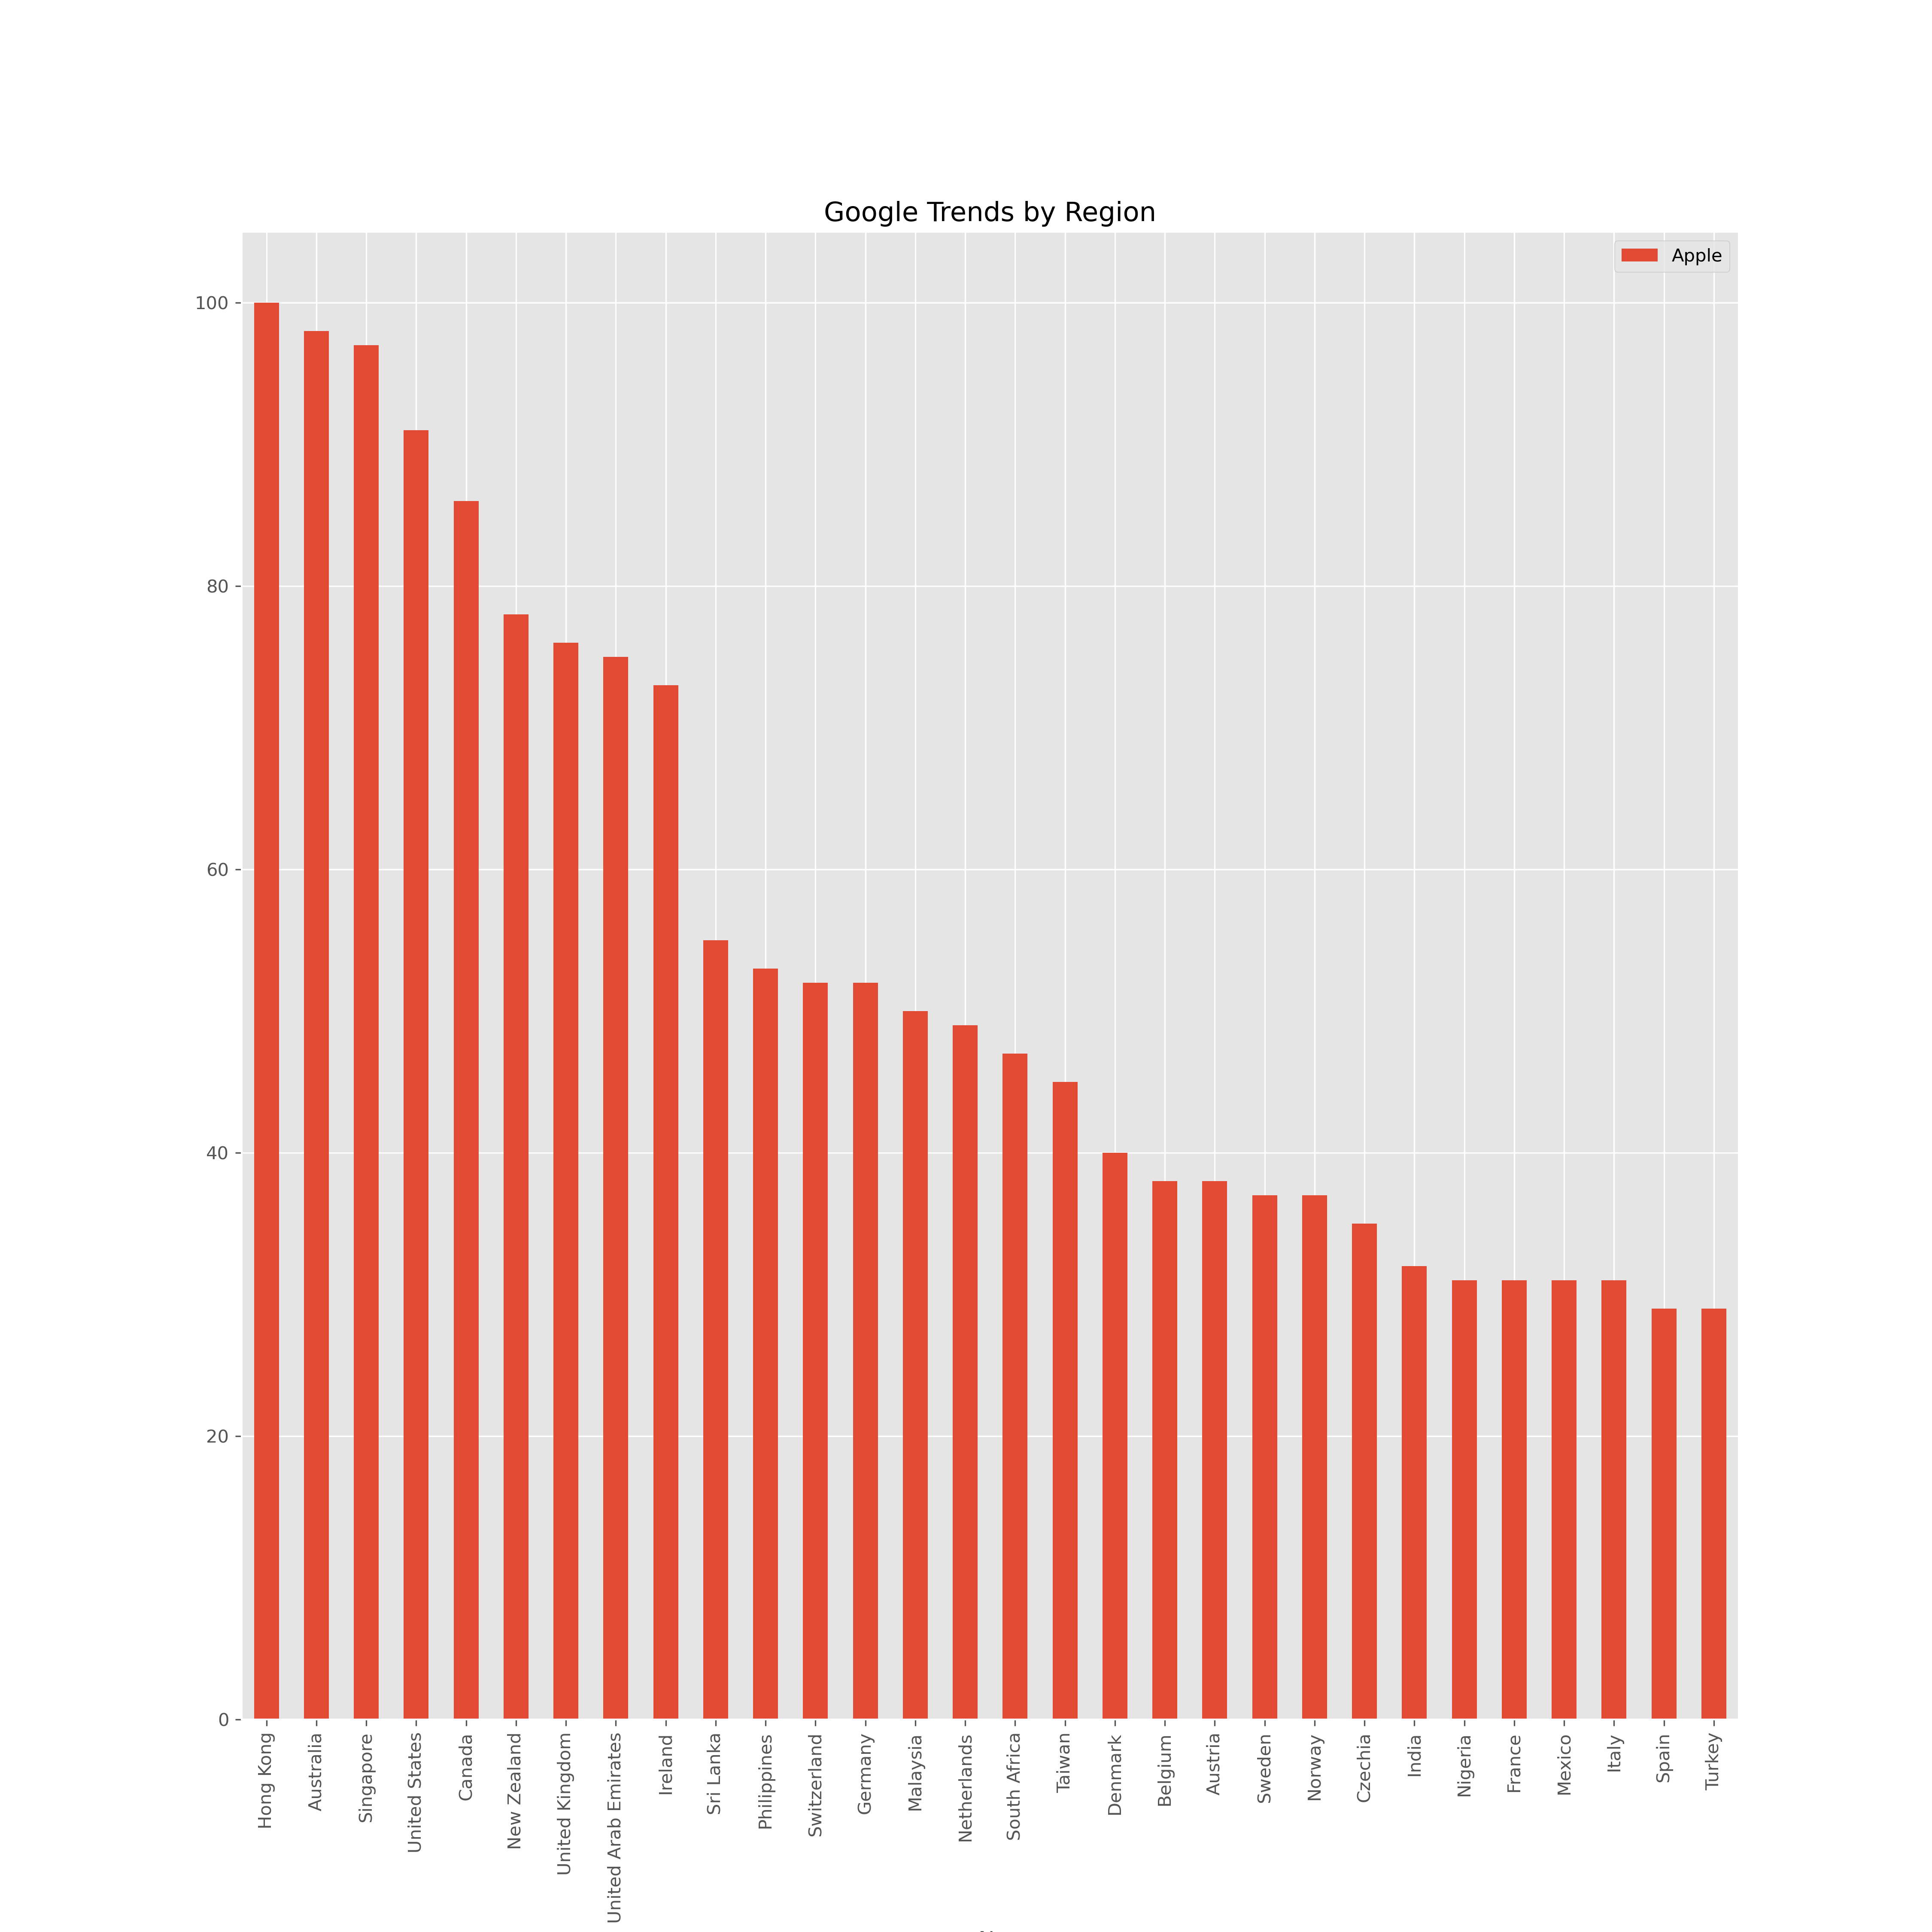 Google Trends by Region
Apple
100
80
60
40
20
0
Hong Kong
Australia
Singapore
United States
Canada
New Zealand
United Kingdom
United Arab Emirates
Ireland
Sri Lanka
Philippines
Switzerland
Germany
Malaysia
Netherlands
South Africa
Taiwan
Denmark
Belgium
Austria
Sweden
Norway
Czechia
India
Nigeria
France
Mexico
Italy
Spain
Turkey